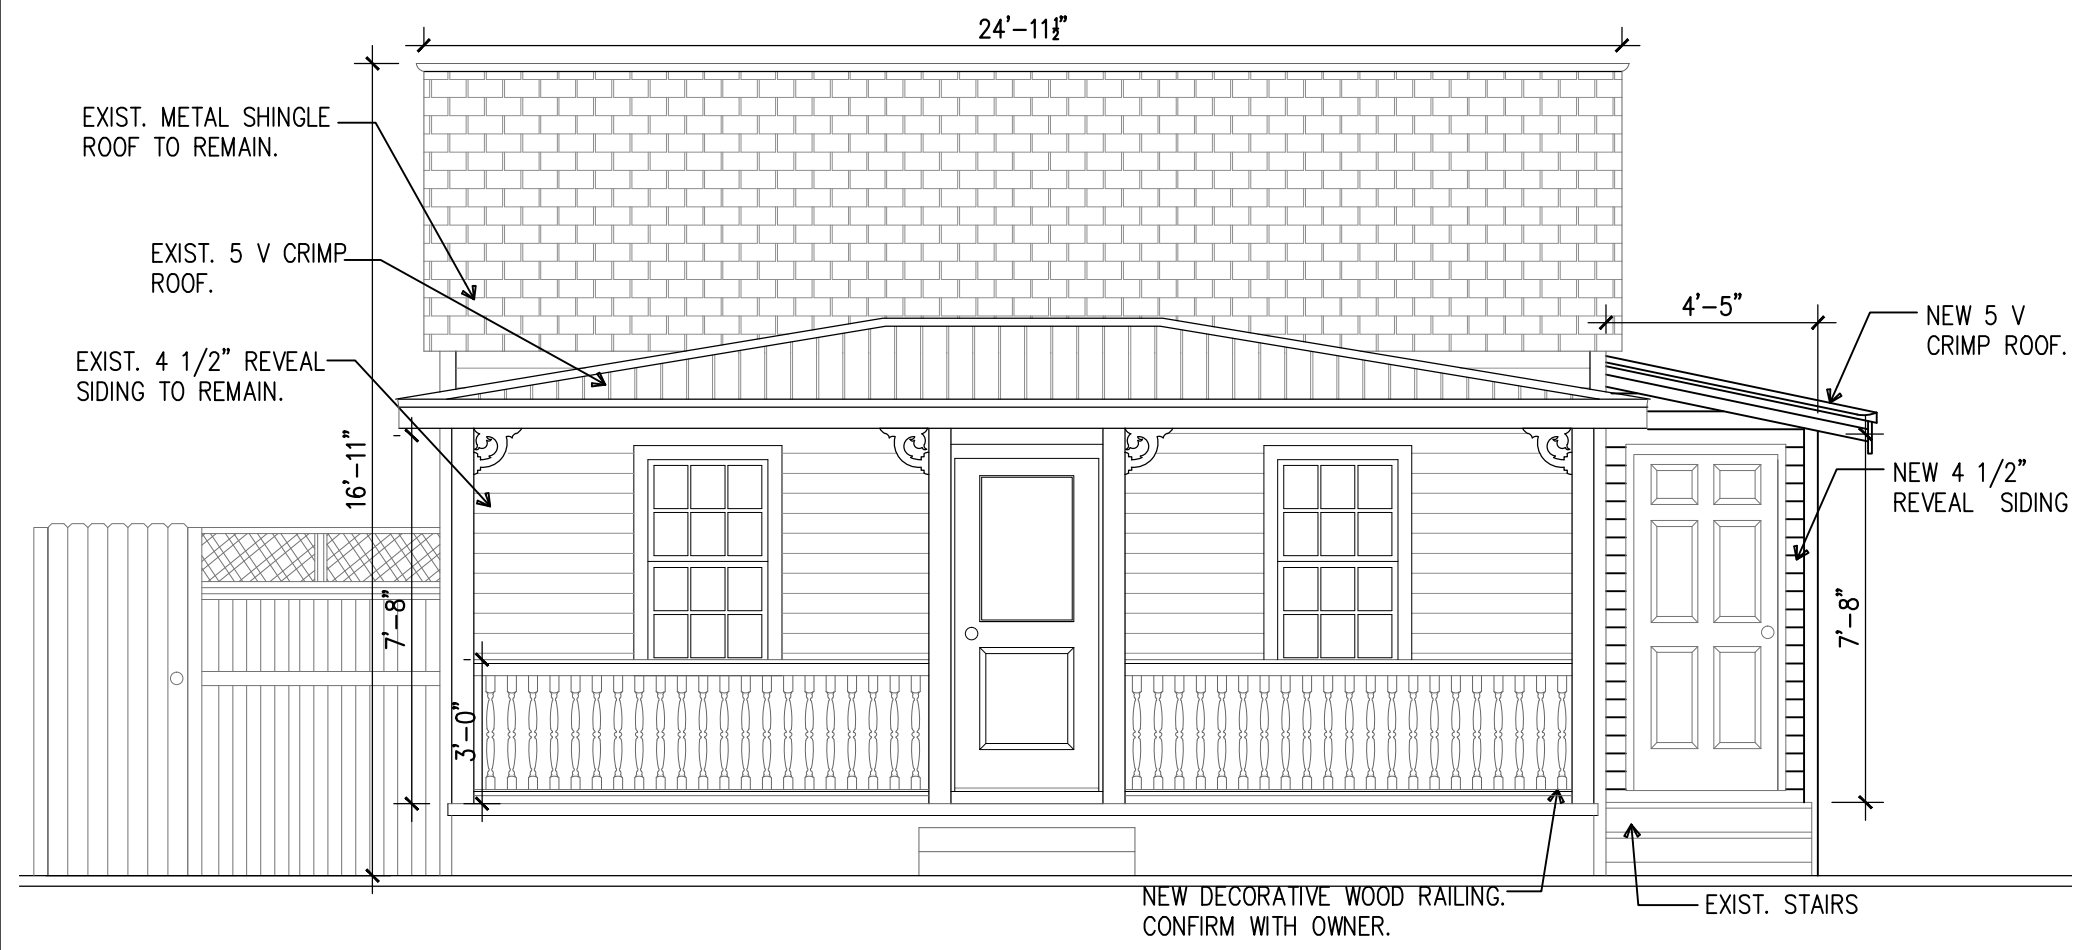 24'-11½"
EXIST. METAL SHINGLE
ROOF TO REMAIN.
EXIST. 5 V CRIMP
ROOF.
4'-5"
NEW 5 V
CRIMP ROOF.
EXIST. 4 1/2" REVEAL
SIDING TO REMAIN.
16'-11"
NEW 4 1/2"
REVEAL SIDING
7'-8"
7'-8"
3'-0"
NEW DECORATIVE WOOD RAILING.
CONFIRM WITH OWNER.
EXIST. STAIRS